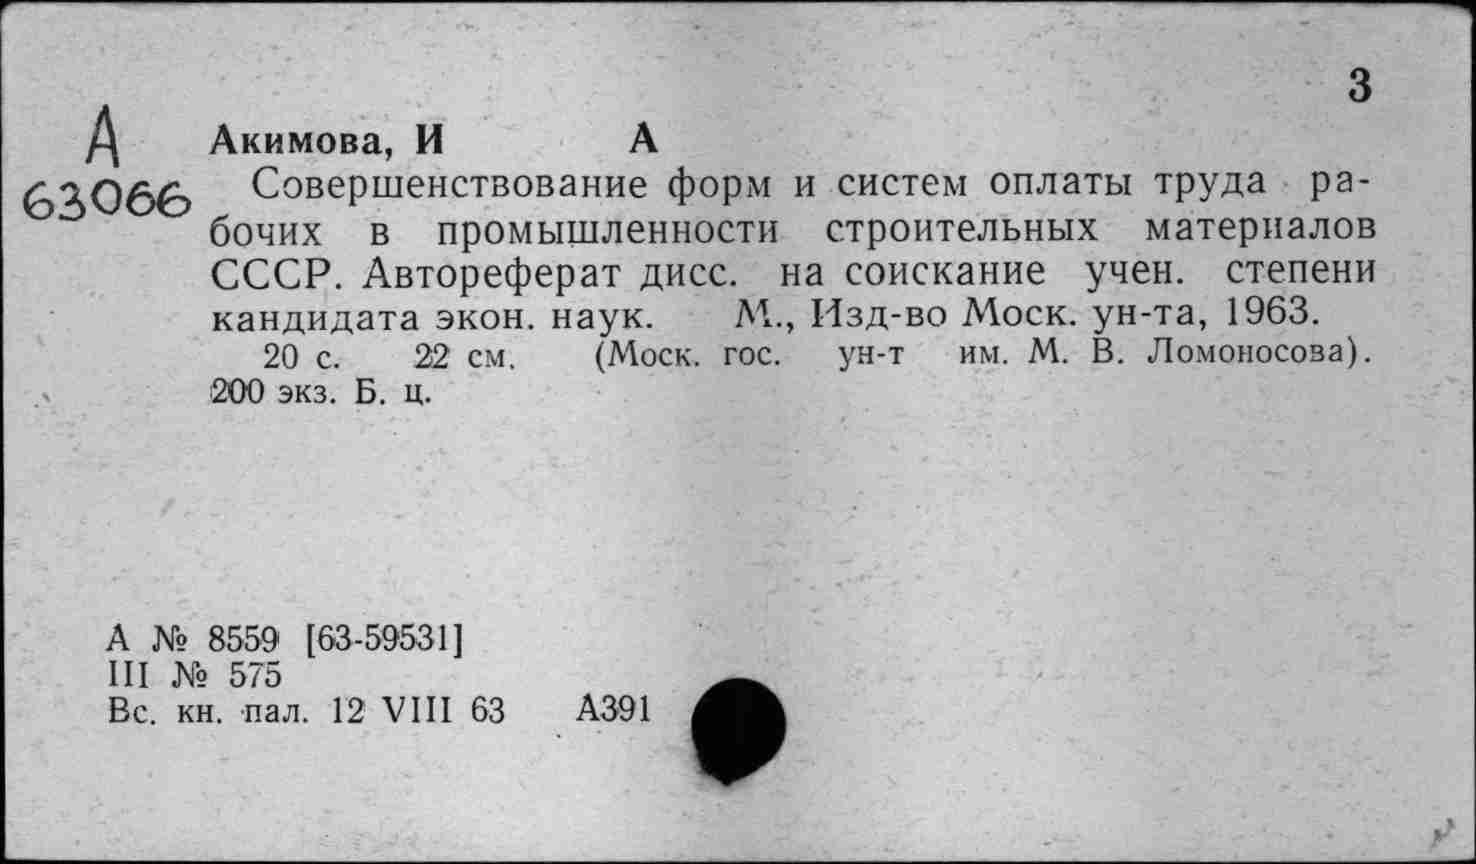 3
А
63066
Акимова, И А
Совершенствование форм и систем оплаты труда ра-
бочих в промышленности строительных материалов
СССР. Автореферат дисс. на соискание учен. степени
кандидата экон. наук. М., Изд-во Моск. ун-та, 1963.
20 с. 22 см. (Моск. гос. ун-т им. М. В. Ломоносова).
200 экз. Б. ц.
А № 8559 [63-59531]
III № 575
Вс. кн. пал. 12 VIII 63 А391